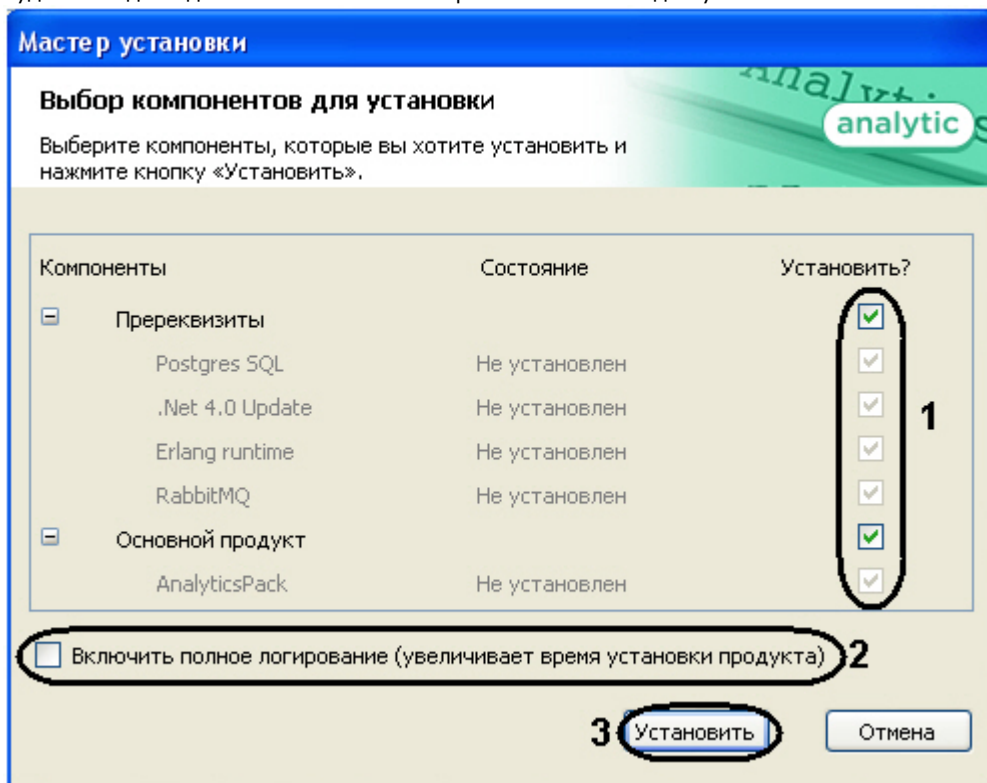 Мастер установки
Выбор компонентов для установки
Выберите компоненты, которые вы хотите установить и
нажмите кнопку «Установить».
analytic
Компоненты Состояние Установить?
Пререквизиты
Postgres SQL Не установлен
.Net 4.0 Update Не установлен
Erlang runtime Не установлен
1
RabbitMQ Не установлен
Основной продукт
AnalyticsPack Не установлен
Включить полное логирование (увеличивает время установки продукта) 2
3 Установить Отмена